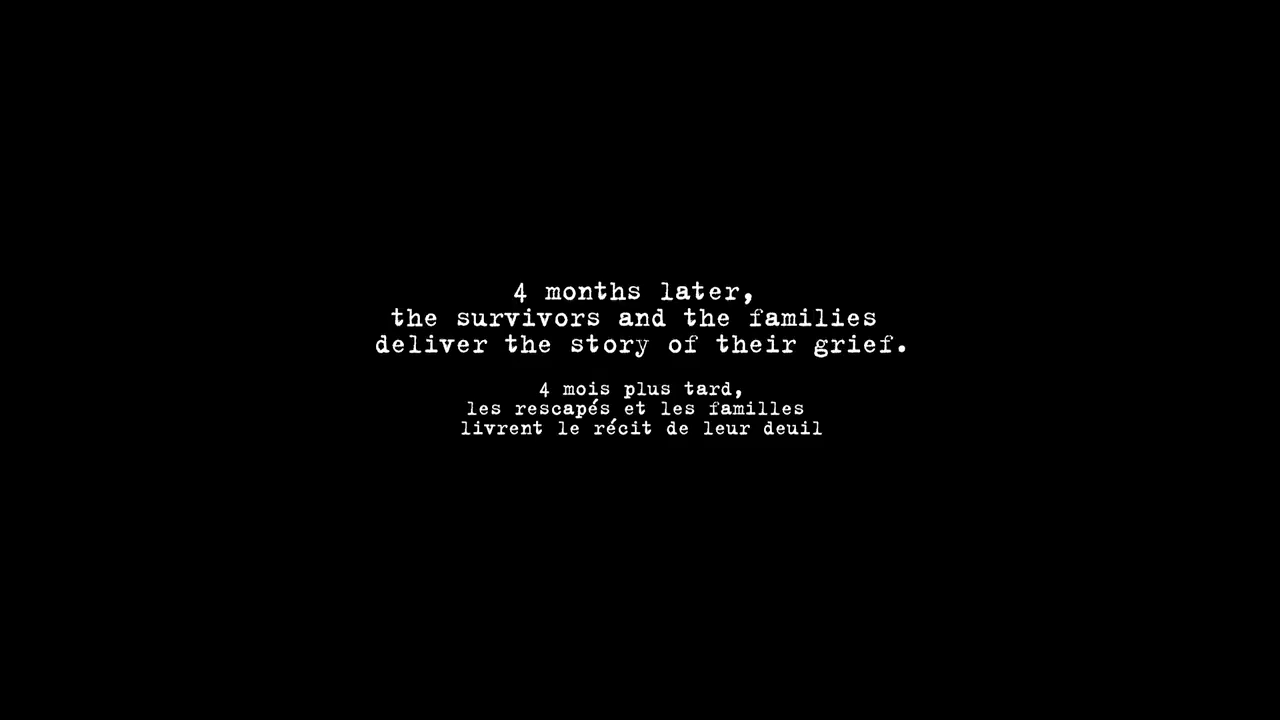 4 months later,
the survivors and the families
deliver the story of their grief.
4 mois plus tard,
les rescapés et les familles
livrent le récit de leur deuil